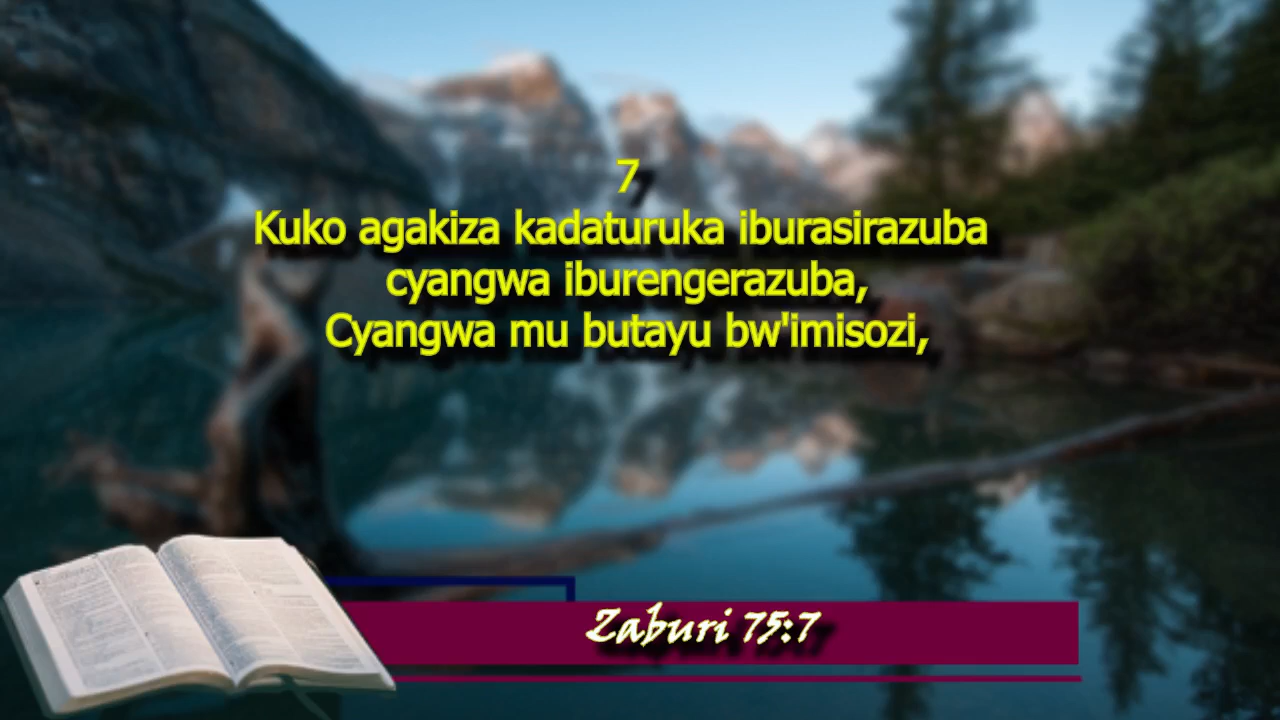 7
Kuko agakiza kadaturuka iburasirazuba
cyangwa iburengerazuba,
Cyangwa mu butayu bw'imisozi,
Zaburi 75:7